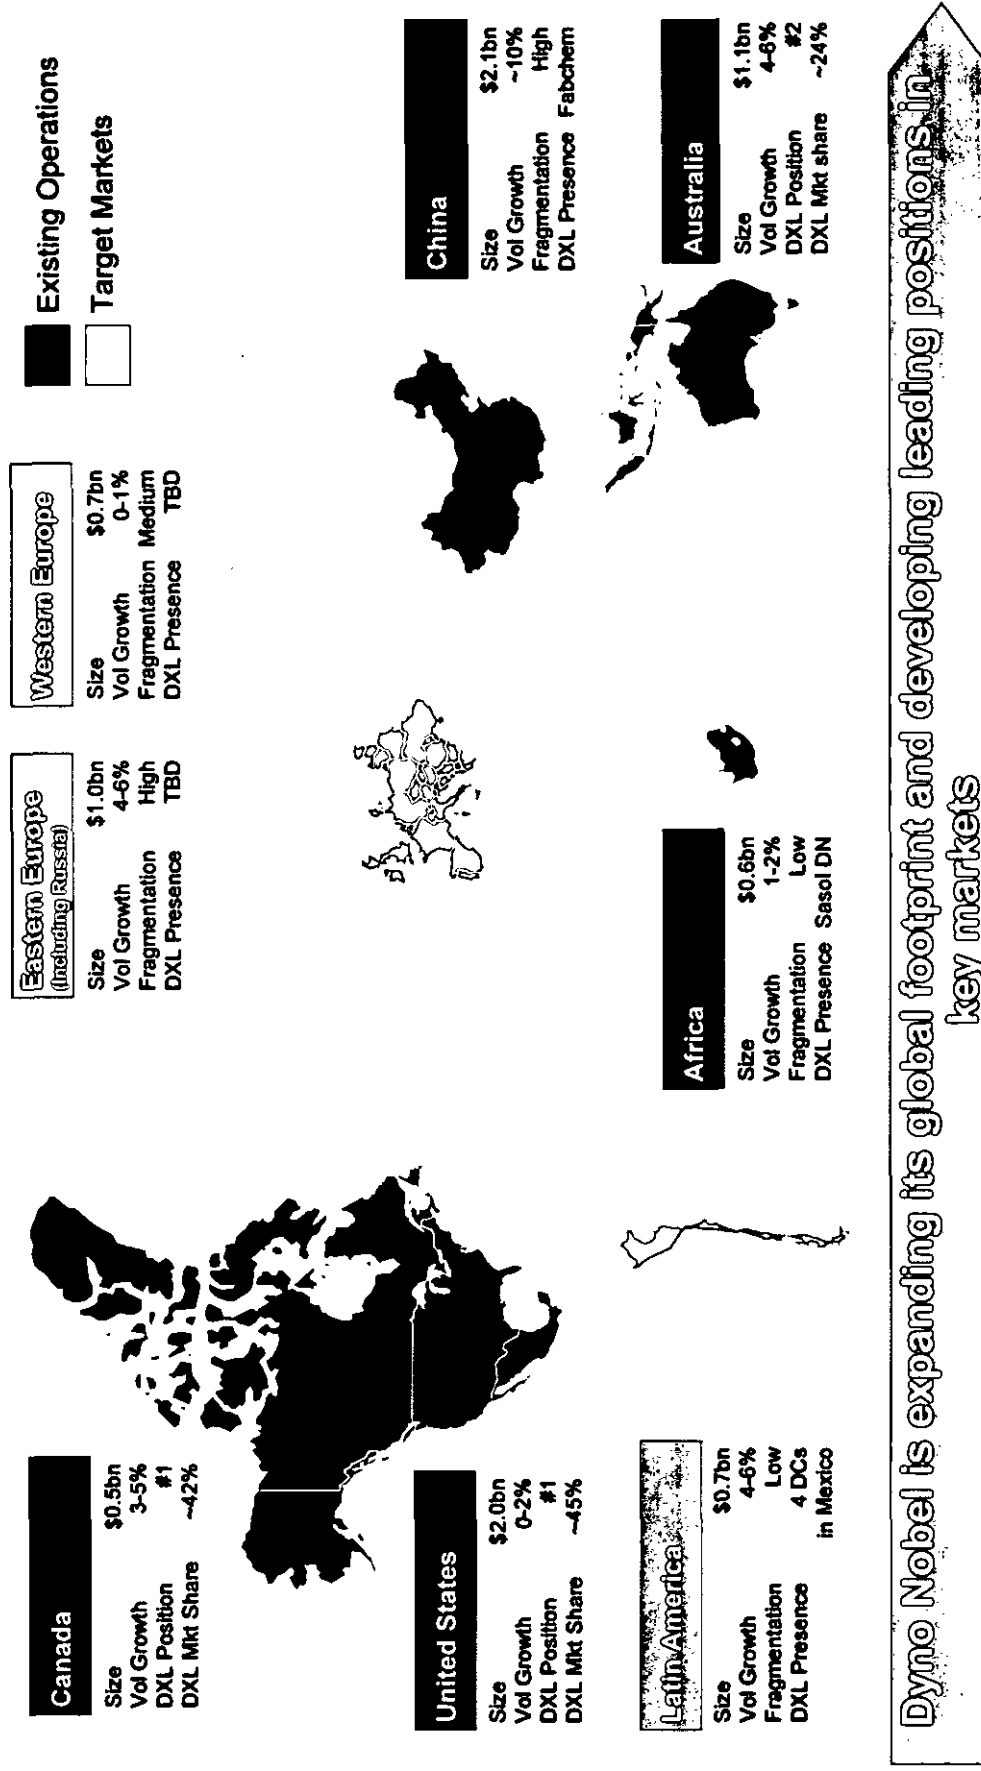 Existing Operations
Target Markets
Canada
Size $0.5bn
Vol Growth 3-5%
DXL Position #1
DXL Mkt Share ~42%
United States
Size $2.0bn
Vol Growth 0-2%
DXL Position #1
DXL Mkt Share ~45%
Latin America
Size $0.7bn
Vol Growth 4-6%
Fragmentation Low
DXL Presence 4 DCs
in Mexico
Eastern Europe
(Including Russia)
Size $1.0bn
Vol Growth 4-6%
Fragmentation High
DXL Presence TBD
Western Europe
Size $0.7bn
Vol Growth 0-1%
Fragmentation Medium
DXL Presence TBD
Africa
Size $0.6bn
Vol Growth 1-2%
Fragmentation Low
DXL Presence Sasol DN
China
Size $2.1bn
Vol Growth ~10%
Fragmentation High
DXL Presence Fabchem
Australia
Size $1.1bn
Vol Growth 4-6%
DXL Position #2
DXL Mkt share ~24%
Dyno Nobel is expanding its global footprint and developing leading positions in
key markets